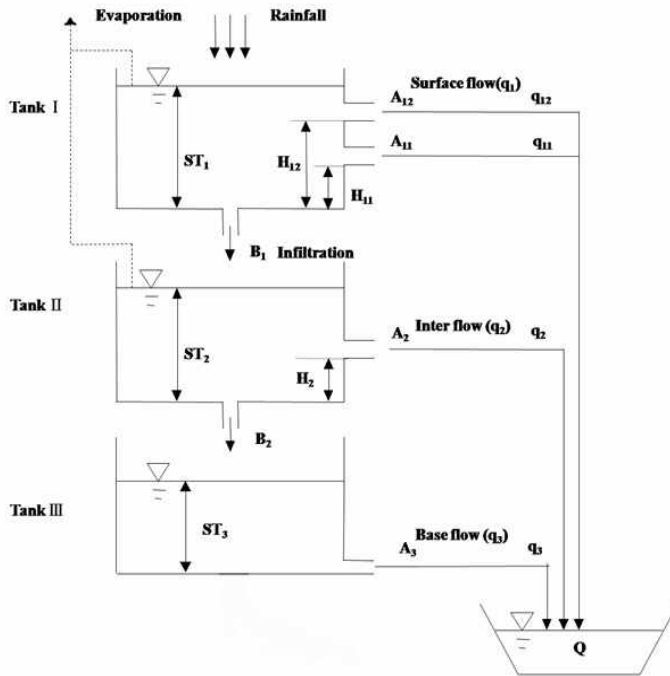 Evaporation Rainfall
Tank Ⅰ
Surface flow(q₁)
A₁₂ q₁₂
A₁₁ q₁₁
ST₁
H₁₂
H₁₁
B₁ Infiltration
Tank Ⅱ
Inter flow (q₂)
A₂ q₂
ST₂
H₂
B₂
Tank Ⅲ
Base flow (q₃)
A₃ q₃
ST₃
Q